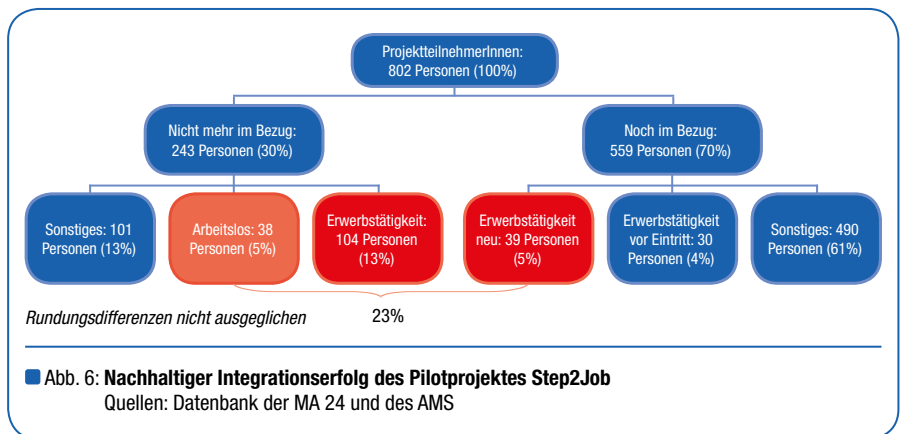 ProjektteilnehmerInnen:
802 Personen (100%)
Nicht mehr im Bezug:
243 Personen (30%)
Noch im Bezug:
559 Personen (70%)
Sonstiges: 101
Personen (13%)
Arbeitslos: 38
Personen (5%)
Erwerbstätigkeit:
104 Personen
(13%)
Erwerbstätigkeit
neu: 39 Personen
(5%)
Erwerbstätigkeit
vor Eintritt: 30
Personen (4%)
Sonstiges: 490
Personen (61%)
Rundungsdifferenzen nicht ausgeglichen
23%
Abb. 6: Nachhaltiger Integrationserfolg des Pilotprojektes Step2Job
Quellen: Datenbank der MA 24 und des AMS